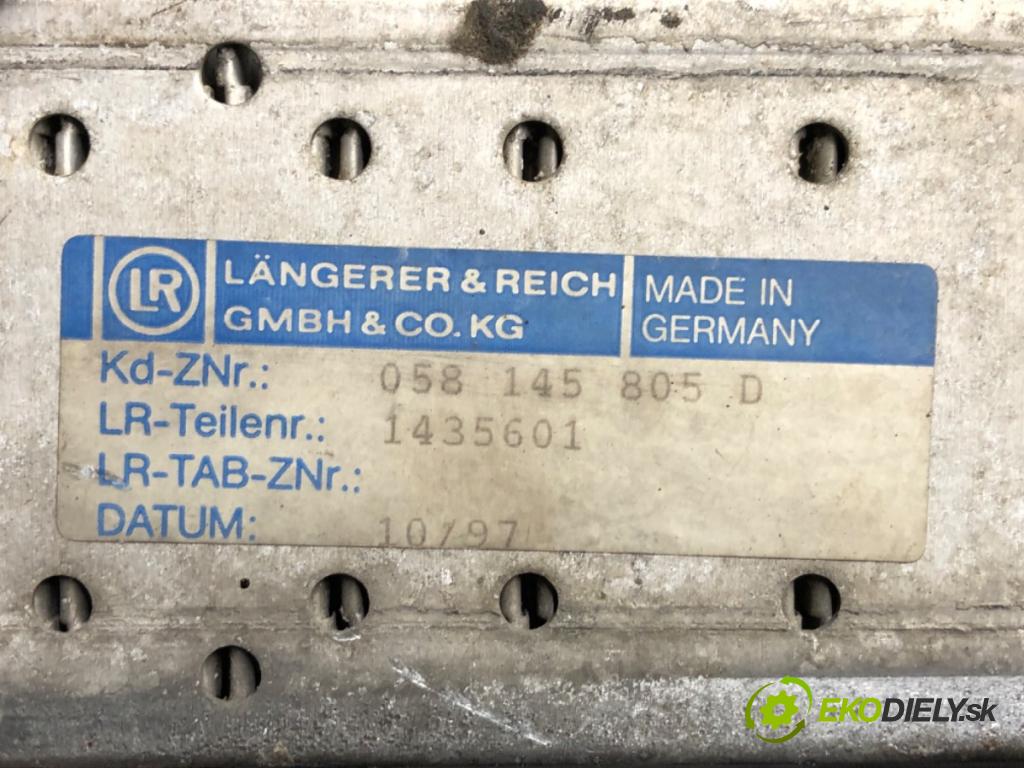 LR
LÄNGERER & REICH
GMBH & CO. KG
MADE IN
GERMANY
Kd-ZNr.: 058 145 805 D
LR-Teilenr.: 1435601
LR-TAB-ZNr.:
DATUM: 10/97
EKODIELY.sk